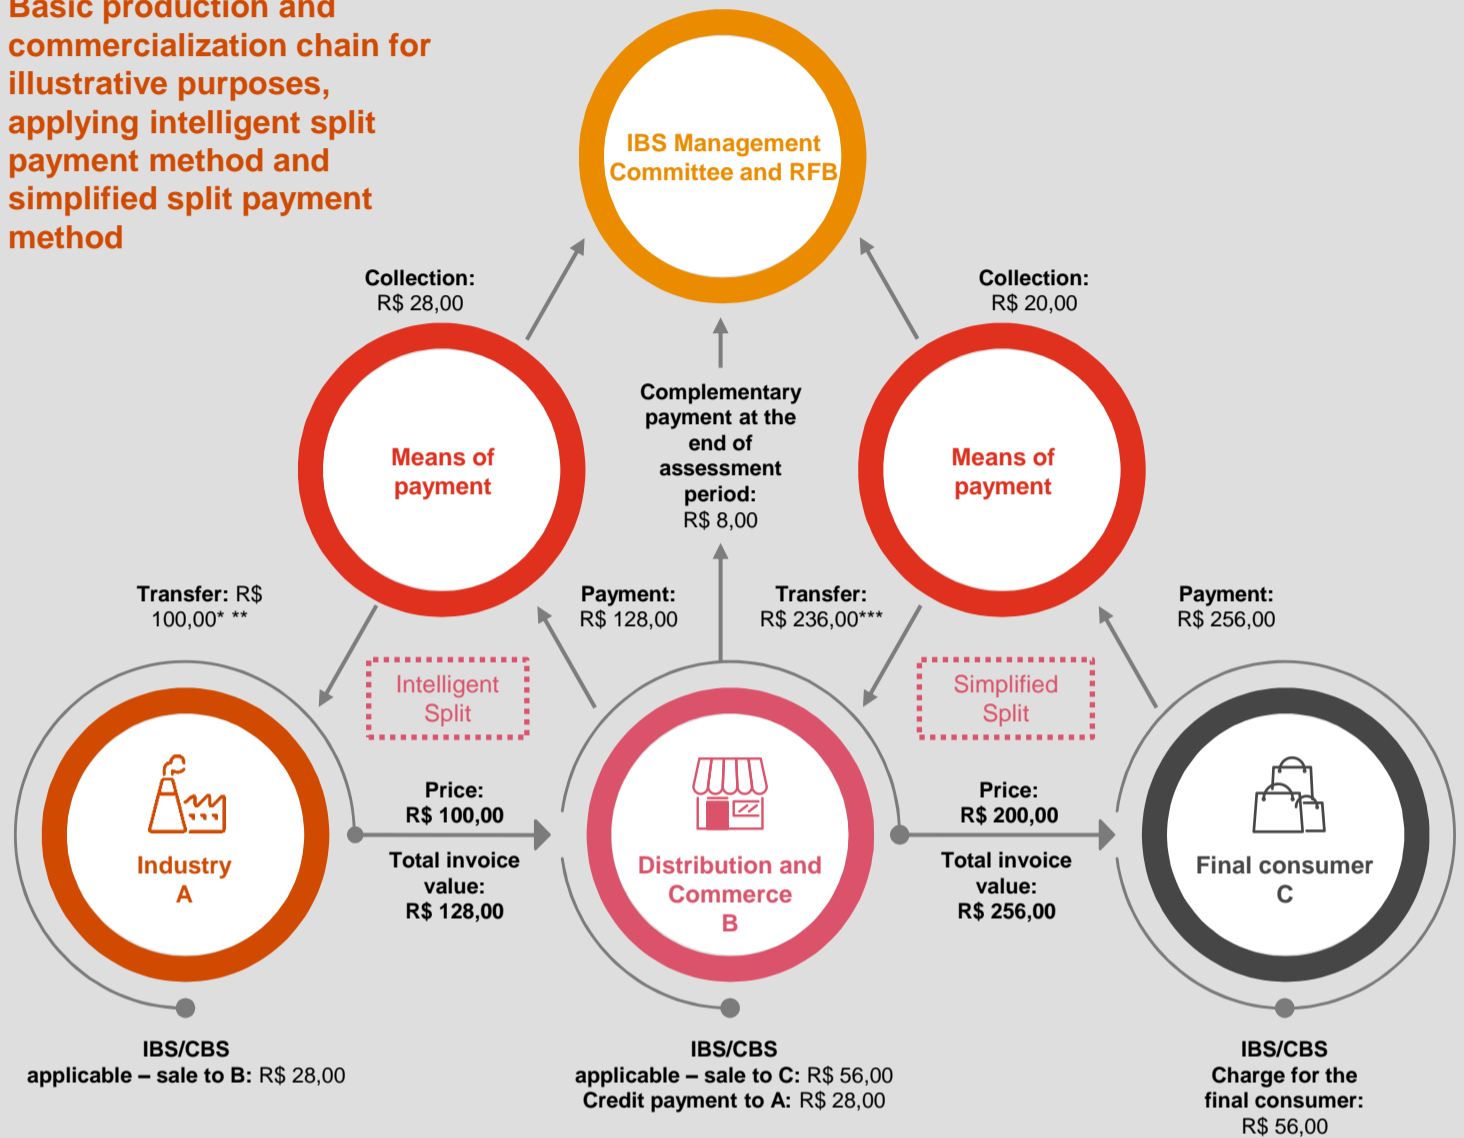 Basic production and
commercialization chain for
illustrative purposes,
applying intelligent split
payment method and
simplified split payment
method
IBS Management
Committee and RFB
Collection:
R$ 28,00
Collection:
R$ 20,00
Means of
payment
Complementary
payment at the
end of
assessment
period:
R$ 8,00
Means of
payment
Transfer: R$
100,00* **
Payment:
R$ 128,00
Transfer:
R$ 236,00***
Payment:
R$ 256,00
Intelligent
Split
Simplified
Split
Industry
A
Price:
R$ 100,00
Total invoice
value:
R$ 128,00
Distribution and
Commerce
B
Price:
R$ 200,00
Total invoice
value:
R$ 256,00
Final consumer
C
IBS/CBS
applicable – sale to B: R$ 28,00
IBS/CBS
applicable – sale to C: R$ 56,00
Credit payment to A: R$ 28,00
IBS/CBS
Charge for the
final consumer:
R$ 56,00